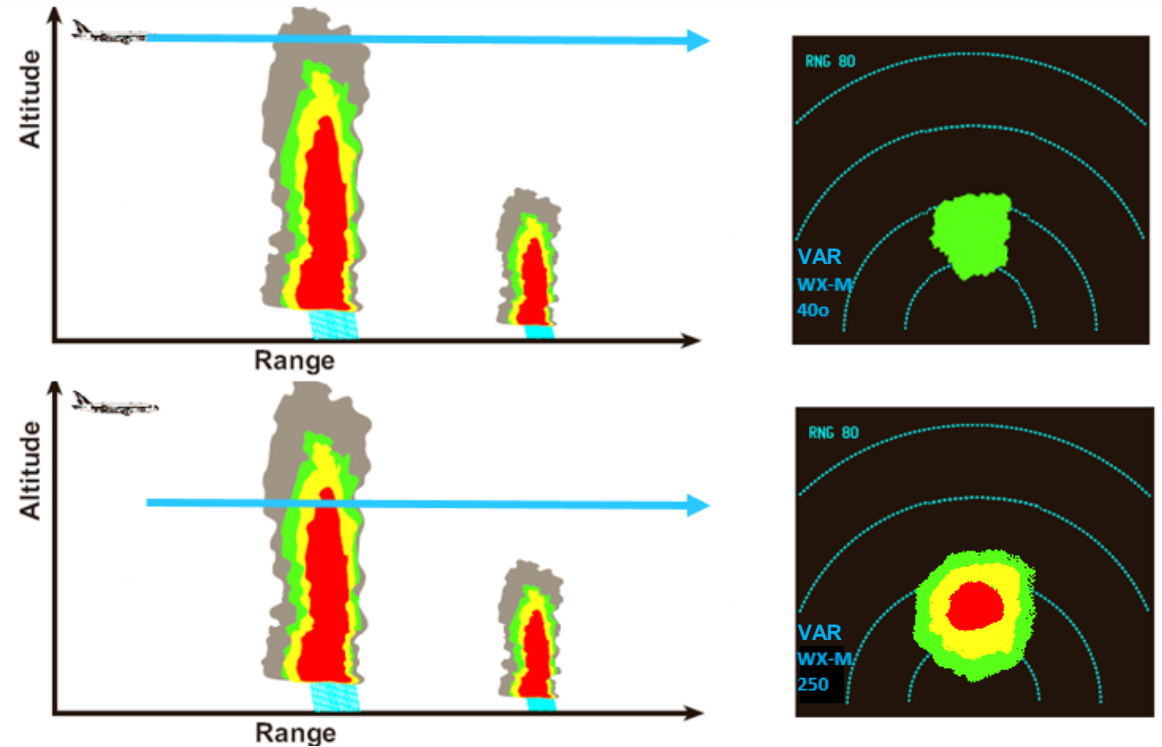 Altitude
Range
RNG 80
VAR
WX-M
40o
Altitude
Range
RNG 80
VAR
WX-M
250